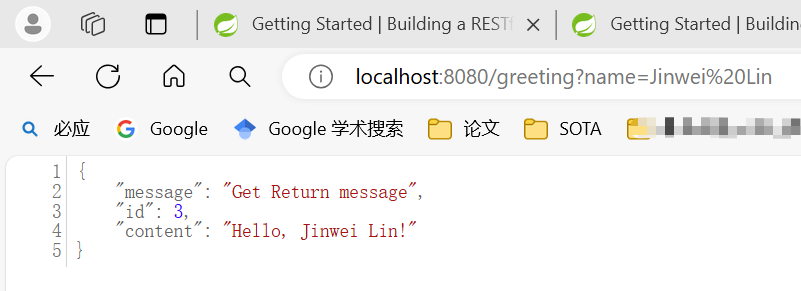 Getting Started | Building a REST
Getting Started | Building
localhost:8080/greeting?name=Jinwei%20Lin
必应 Google Google 学术搜索 论文 SOTA
1 {
2 "message": "Get Return message",
3 "id": 3,
4 "content": "Hello, Jinwei Lin!"
5 }